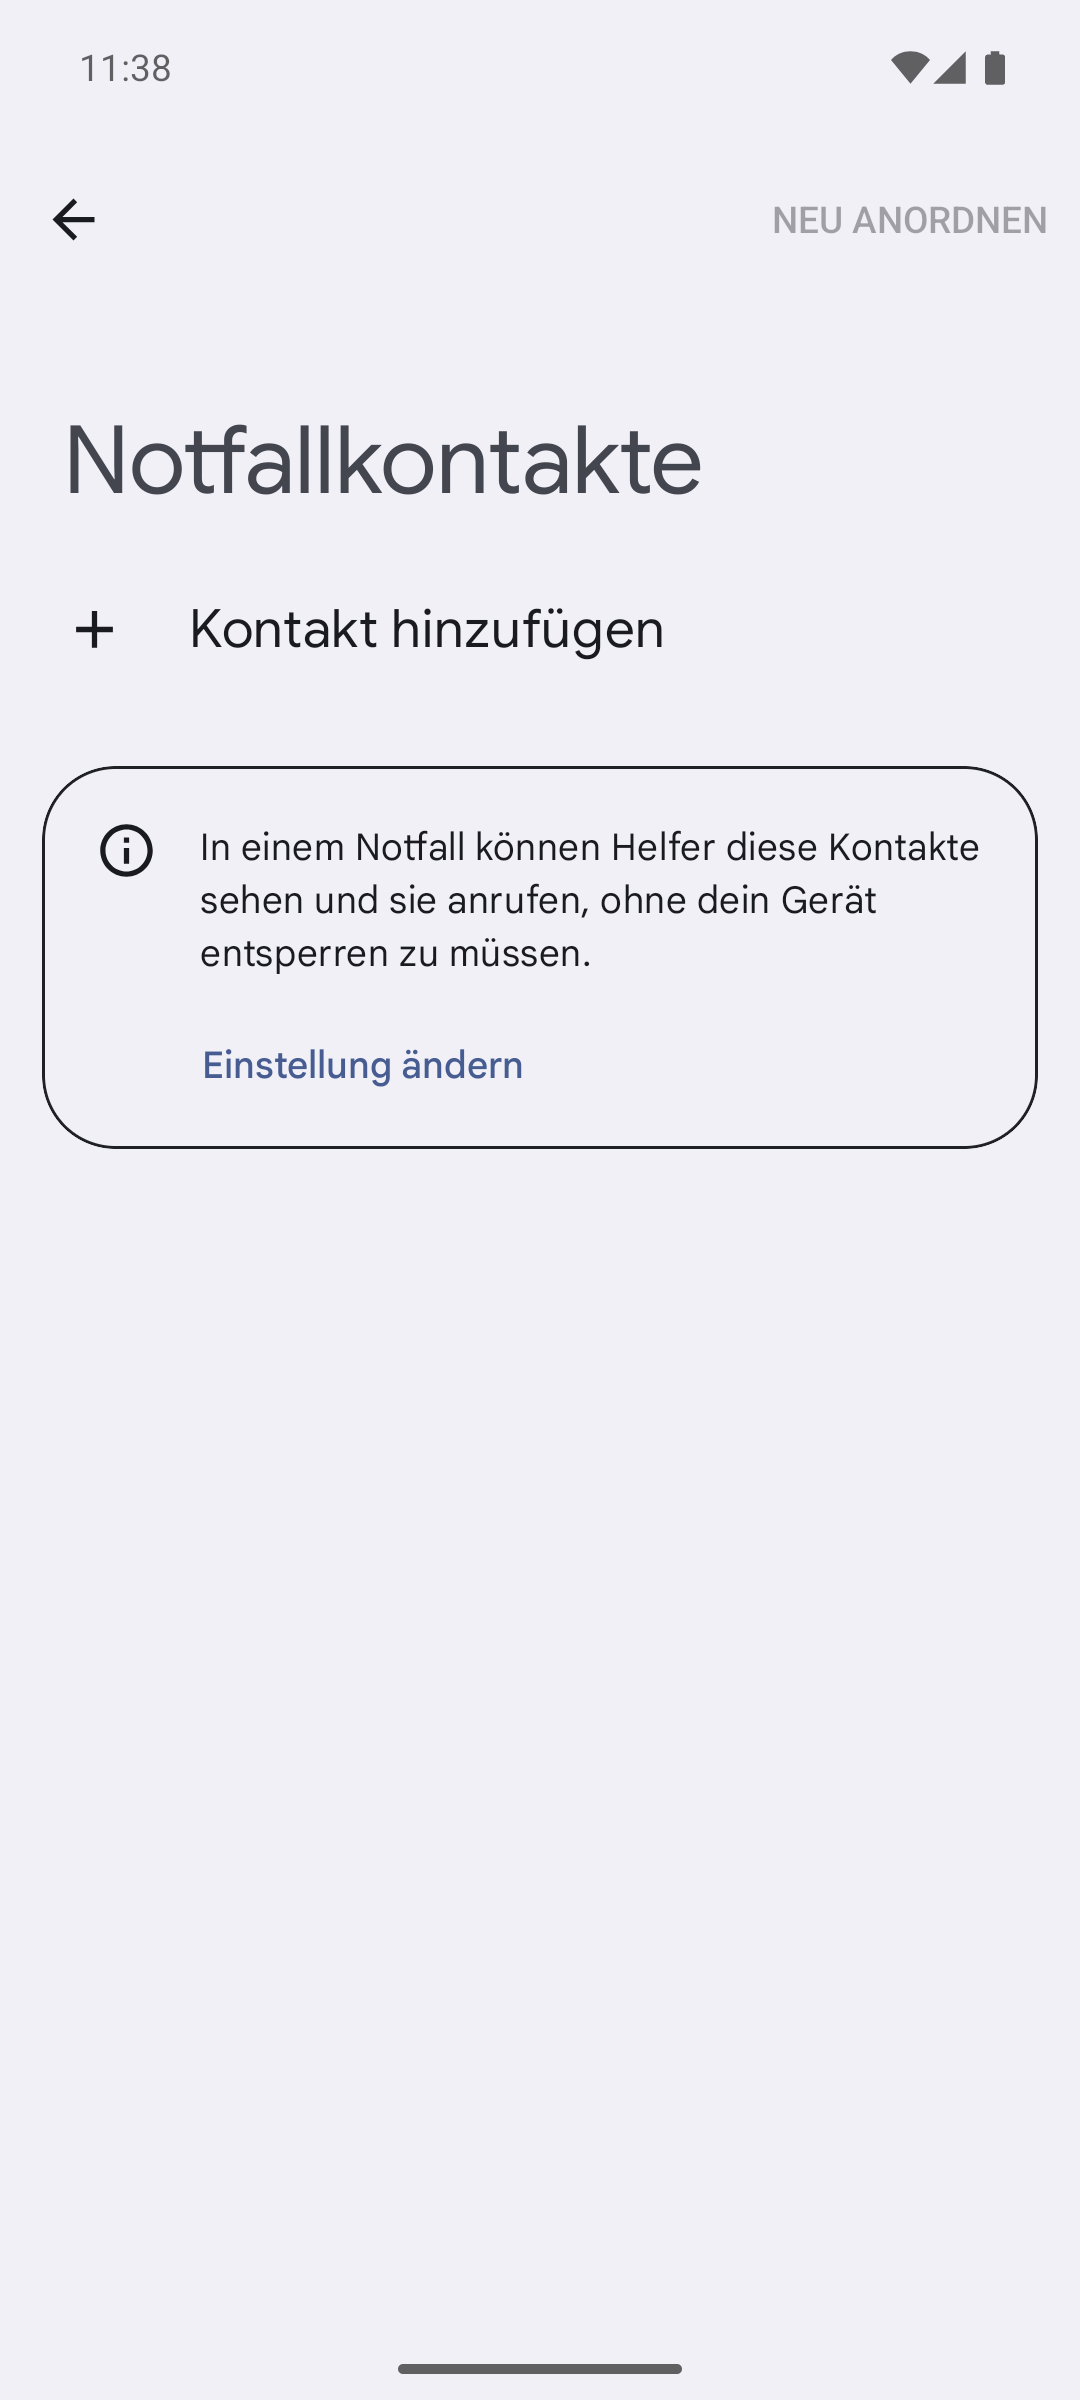 11:38
NEU ANORDNEN
Notfallkontakte
Kontakt hinzufügen
In einem Notfall können Helfer diese Kontakte
sehen und sie anrufen, ohne dein Gerät
entsperren zu müssen.
Einstellung ändern